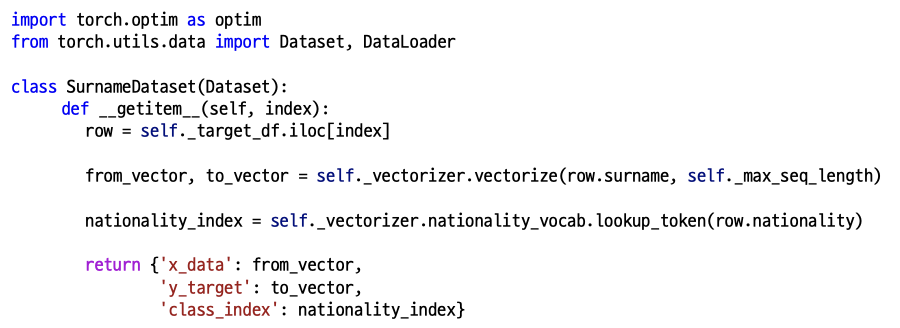 import torch.optim as optim
from torch.utils.data import Dataset, DataLoader
class SurnameDataset(Dataset):
def __getitem__(self, index):
row = self._target_df.iloc[index]
from_vector, to_vector = self._vectorizer.vectorize(row.surname, self._max_seq_length)
nationality_index = self._vectorizer.nationality_vocab.lookup_token(row.nationality)
return {'x_data': from_vector,
'y_target': to_vector,
'class_index': nationality_index}